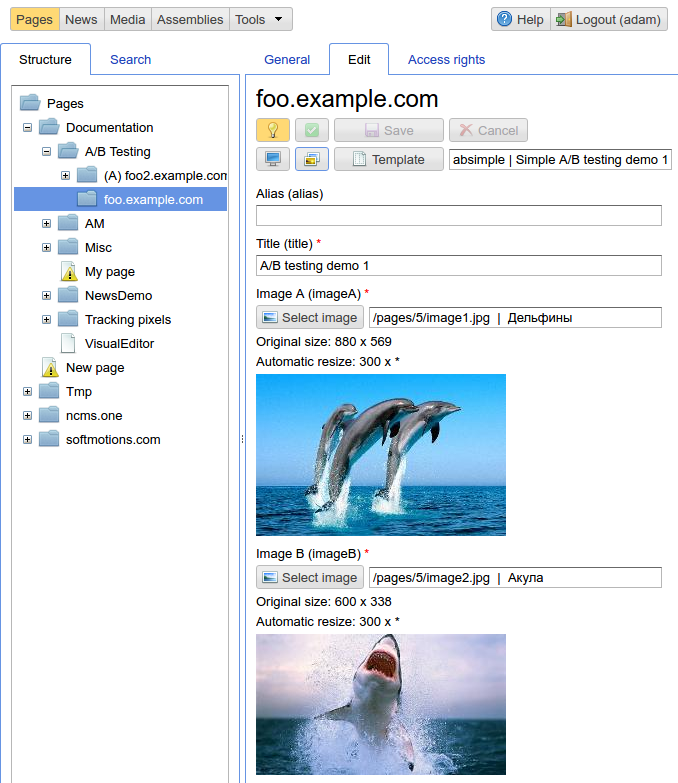 Pages News Media Assemblies Tools Help Logout (adam)
Structure Search
Pages
Documentation
A/B Testing
(A) foo2.example.com
foo.example.com
AM
Misc
My page
NewsDemo
Tracking pixels
VisualEditor
New page
Tmp
ncms.one
softmotions.com
General Edit Access rights
foo.example.com
Save Cancel
Template absimple | Simple A/B testing demo 1
Alias (alias)
Title (title) *
A/B testing demo 1
Image A (imageA) *
Select image /pages/5/image1.jpg | Дельфины
Original size: 880 x 569
Automatic resize: 300 x *
Image B (imageB) *
Select image /pages/5/image2.jpg | Акула
Original size: 600 x 338
Automatic resize: 300 x *